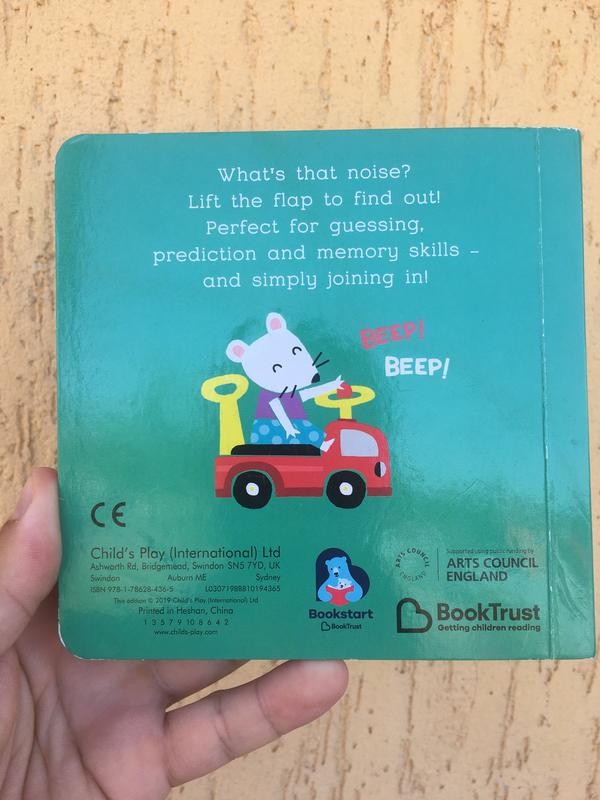 What's that noise?
Lift the flap to find out!
Perfect for guessing,
prediction and memory skills –
and simply joining in!
BEEP!
BEEP!
CE
Child's Play (International) Ltd
Ashworth Rd, Bridgemead, Swindon SN5 7YD, UK
Swindon Auburn ME Sydney
ISBN 978-1-78628-436-5 L0307198BB10194365
This edition © 2019 Child's Play (International) Ltd
Printed in Heshan, China
1 3 5 7 9 10 8 6 4 2
www.childs-play.com
Bookstart
BookTrust
ARTS COUNCIL
ENGLAND
Supported using public funding by
ARTS COUNCIL
ENGLAND
BookTrust
Getting children reading